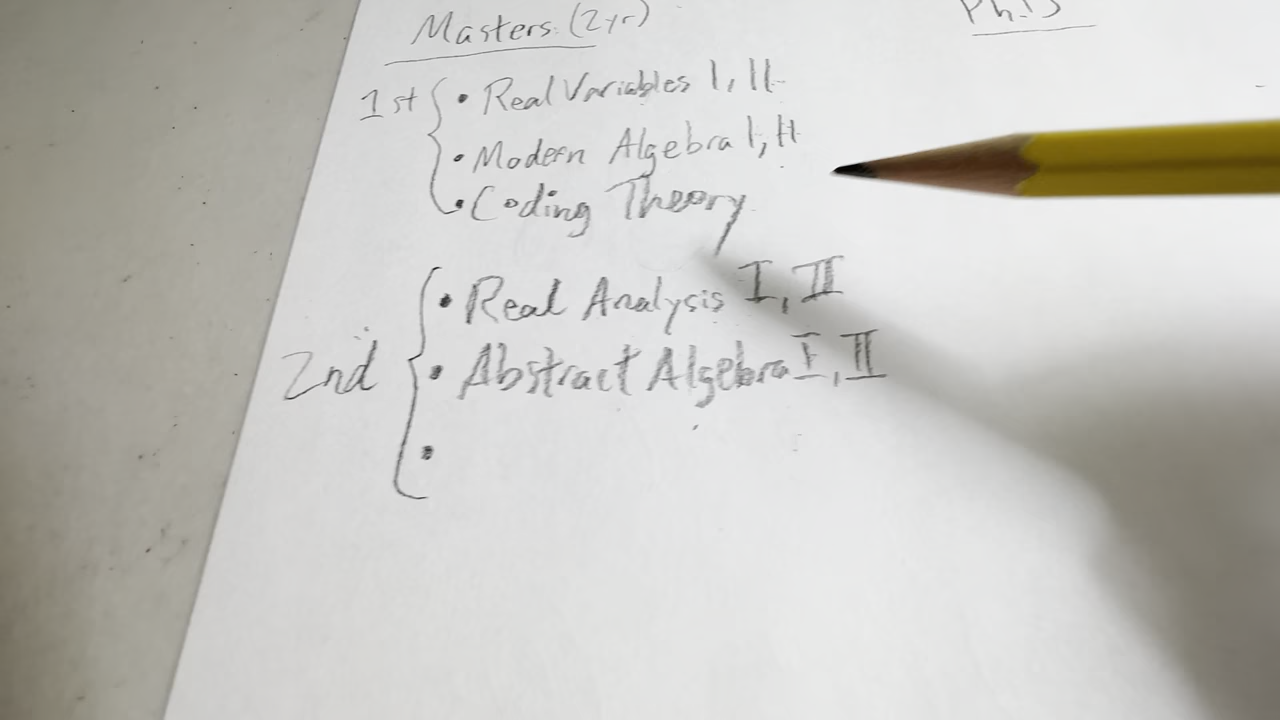 Masters: (2yr)
Ph.D
1st
• Real Variables I, II
• Modern Algebra I, II
• Coding Theory
2nd
• Real Analysis I, II
• Abstract Algebra I, II
•